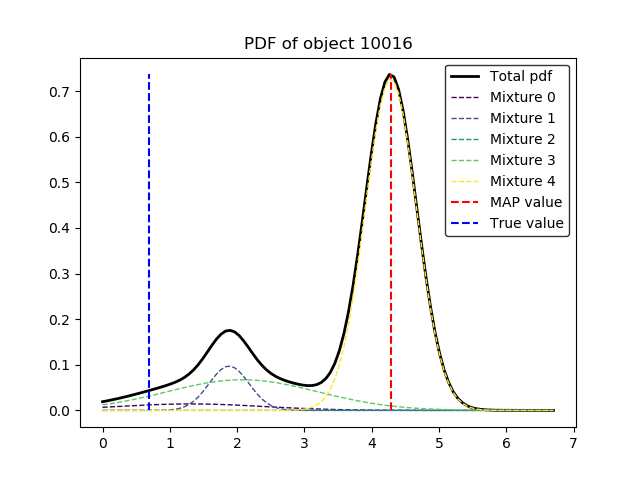 PDF of object 10016
Total pdf
Mixture 0
Mixture 1
Mixture 2
Mixture 3
Mixture 4
MAP value
True value
0.7
0.6
0.5
0.4
0.3
0.2
0.1
0.0
0 1 2 3 4 5 6 7